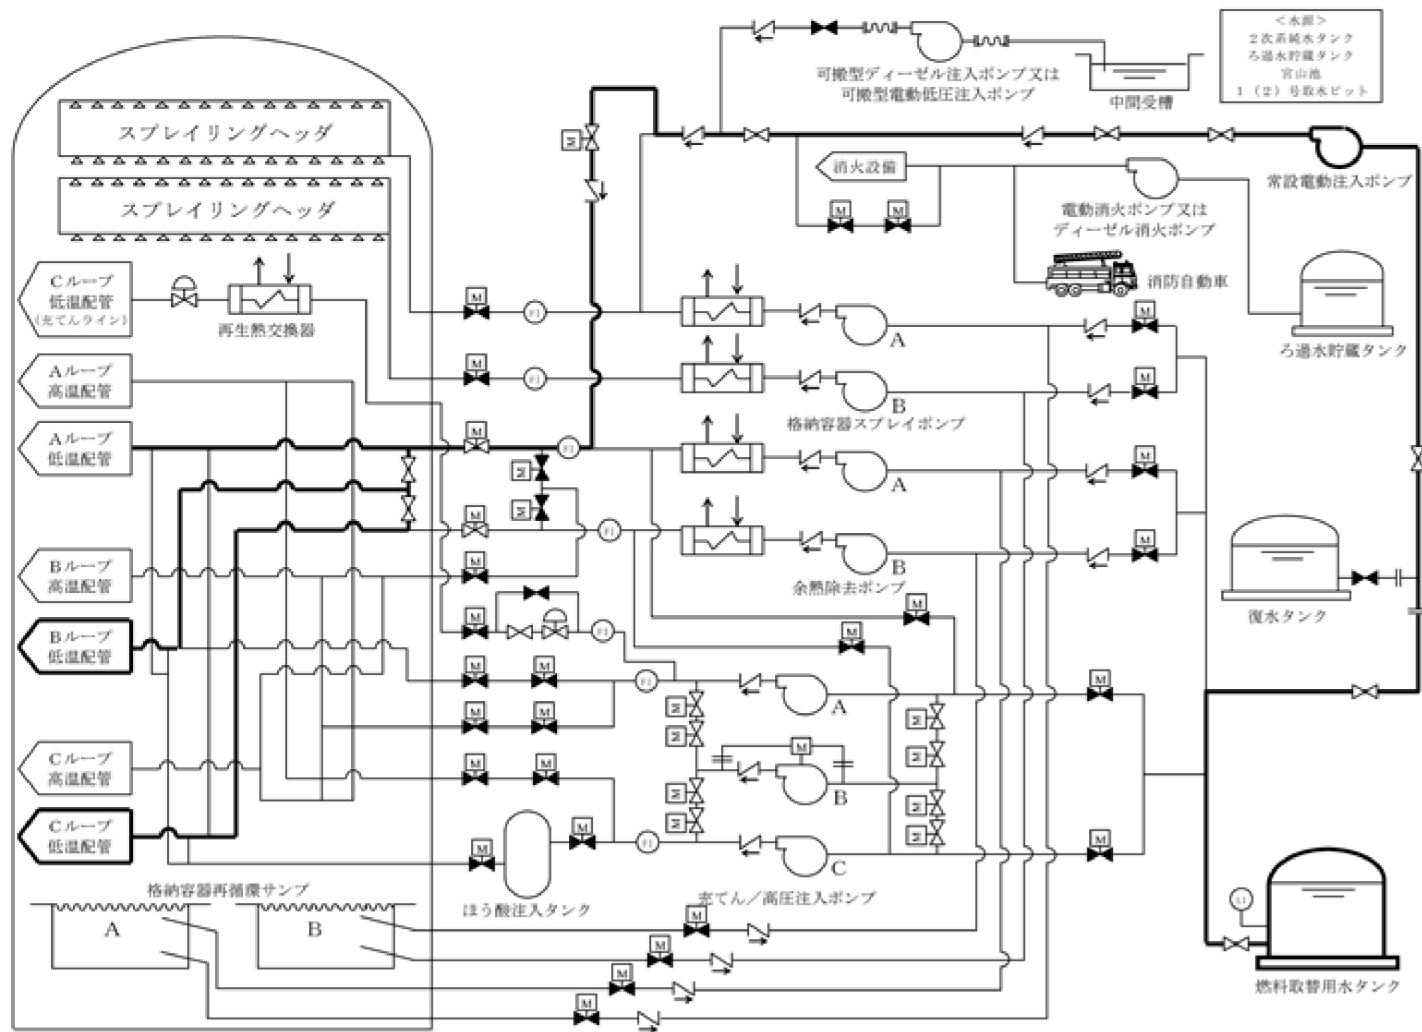 <水源>
2次系純水タンク
ろ過水貯蔵タンク
宮山池
1(2)号取水ピット
可搬型ディーゼル注入ポンプ又は
可搬型電動低圧注入ポンプ
中間受槽
スプレイリングヘッダ
スプレイリングヘッダ
M
消火設備
常設電動注入ポンプ
M
M
電動消火ポンプ又は
ディーゼル消火ポンプ
消防自動車
ろ過水貯蔵タンク
Cループ
低温配管
(充てんライン)
再生熱交換器
M
FI
A
M
M
FI
B
M
格納容器スプレイポンプ
Aループ
高温配管
Aループ
低温配管
M
FI
M
A
M
M
M
FI
B
M
余熱除去ポンプ
Bループ
高温配管
M
復水タンク
M
M
FI
M
Bループ
低温配管
M
M
FI
A
M
M
M
M
M
M
M
Cループ
高温配管
M
M
M
B
M
M
M
M
Cループ
低温配管
M
M
FI
C
M
ほう酸注入タンク
充てん/高圧注入ポンプ
格納容器再循環サンプ
A
B
M
M
M
M
LI
燃料取替用水タンク